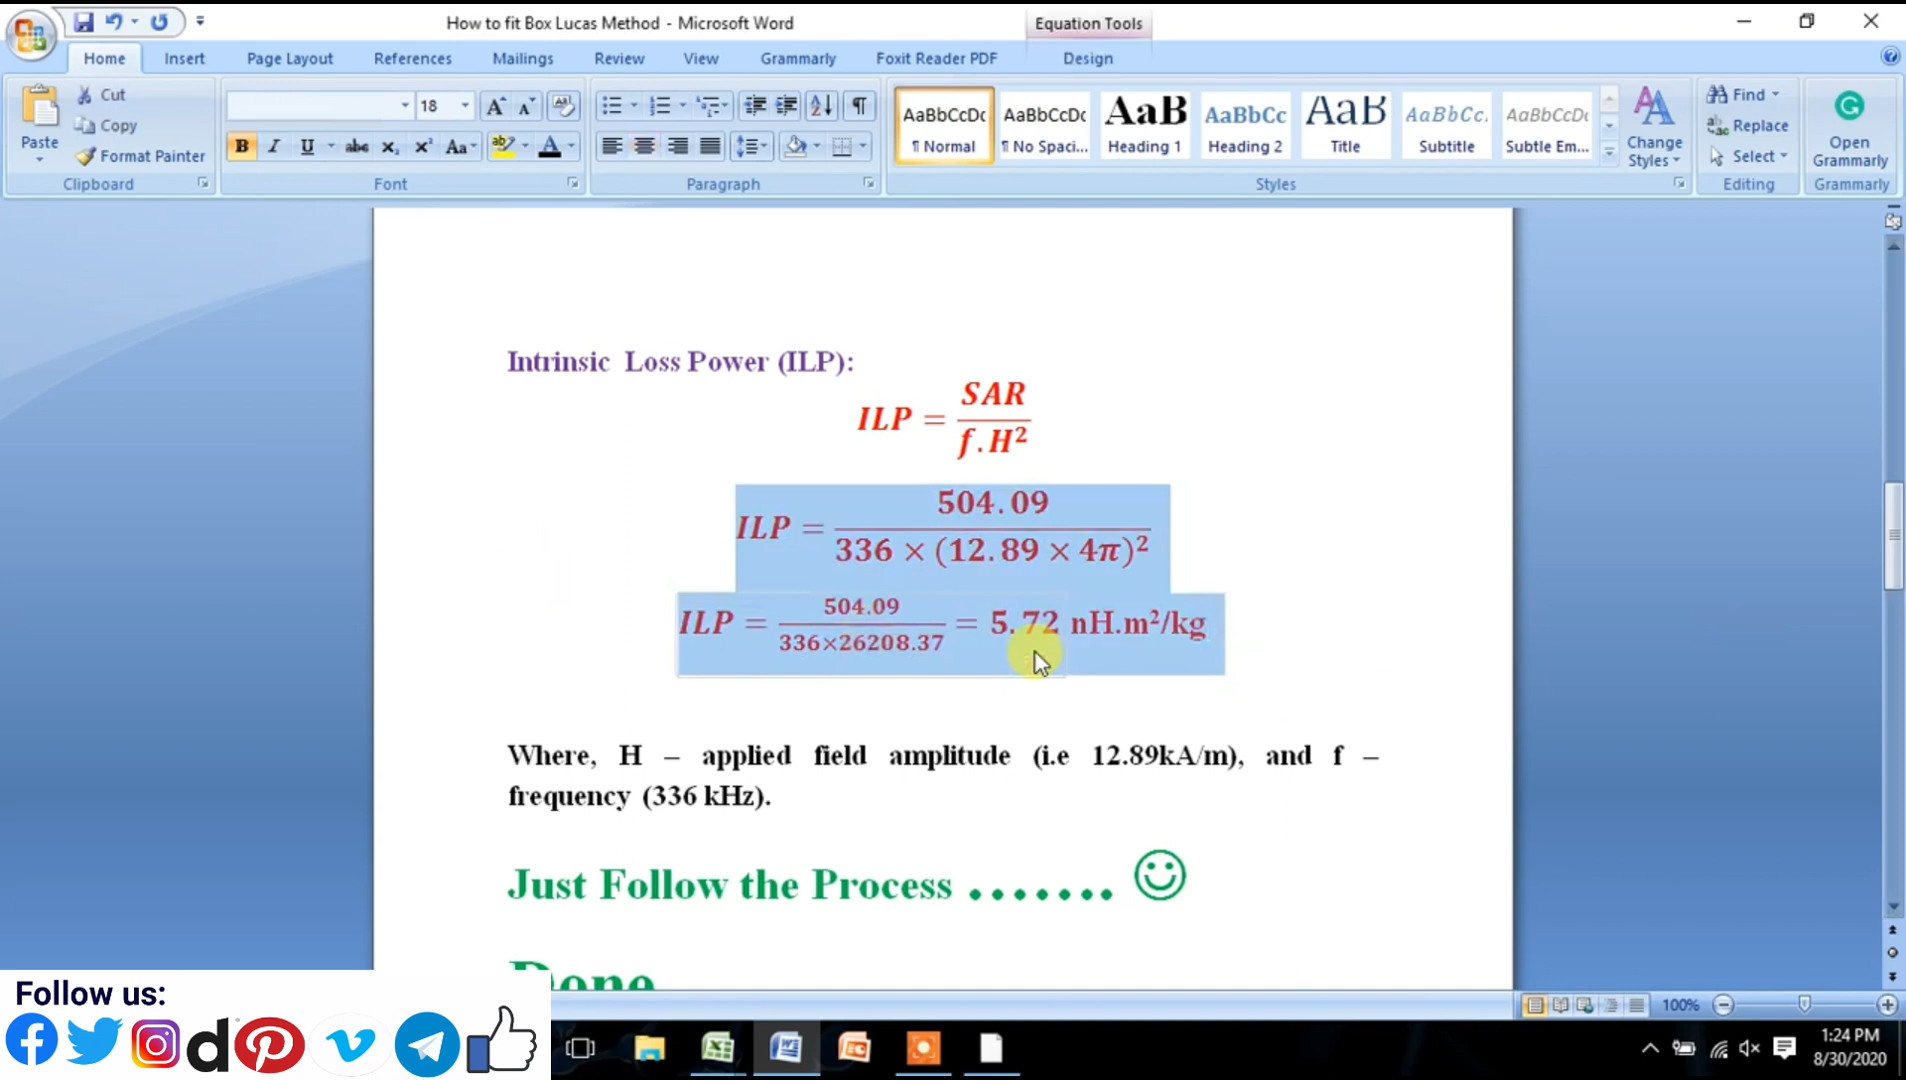 How to fit Box Lucas Method - Microsoft Word
Equation Tools
Home Insert Page Layout References Mailings Review View Grammarly Foxit Reader PDF Design
Paste
Cut
Copy
Format Painter
Clipboard
18
B I U abc x₂ x² Aa
Font
Paragraph
AaBbCcDc AaBbCcDc AaB AaBbCc AaB AaBbCc. AaBbCcDc
¶ Normal ¶ No Spaci... Heading 1 Heading 2 Title Subtitle Subtle Em...
Styles
Change Styles
Find
Replace
Select
Editing
Open Grammarly
Grammarly
Intrinsic Loss Power (ILP):
ILP = SAR / f.H²
ILP = 504.09 / 336 × (12.89 × 4π)²
ILP = 504.09 / 336×26208.37 = 5.72 nH.m²/kg
Where, H – applied field amplitude (i.e 12.89kA/m), and f –
frequency (336 kHz).
Just Follow the Process .......
Done
Follow us:
100%
1:24 PM
8/30/2020